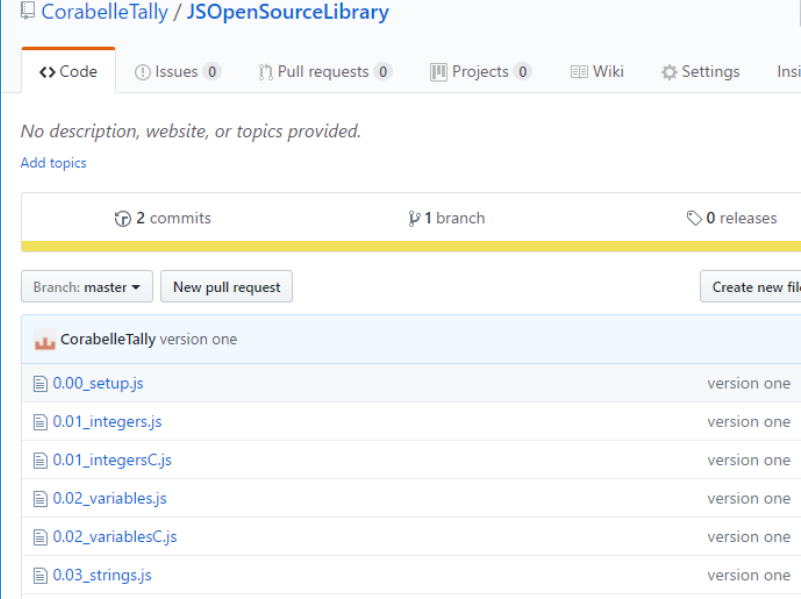 CorabelleTally / JSOpenSourceLibrary
Code Issues 0 Pull requests 0 Projects 0 Wiki Settings Insi
No description, website, or topics provided.
Add topics
2 commits 1 branch 0 releases
Branch: master New pull request Create new file
CorabelleTally version one
0.00_setup.js version one
0.01_integers.js version one
0.01_integersC.js version one
0.02_variables.js version one
0.02_variablesC.js version one
0.03_strings.js version one